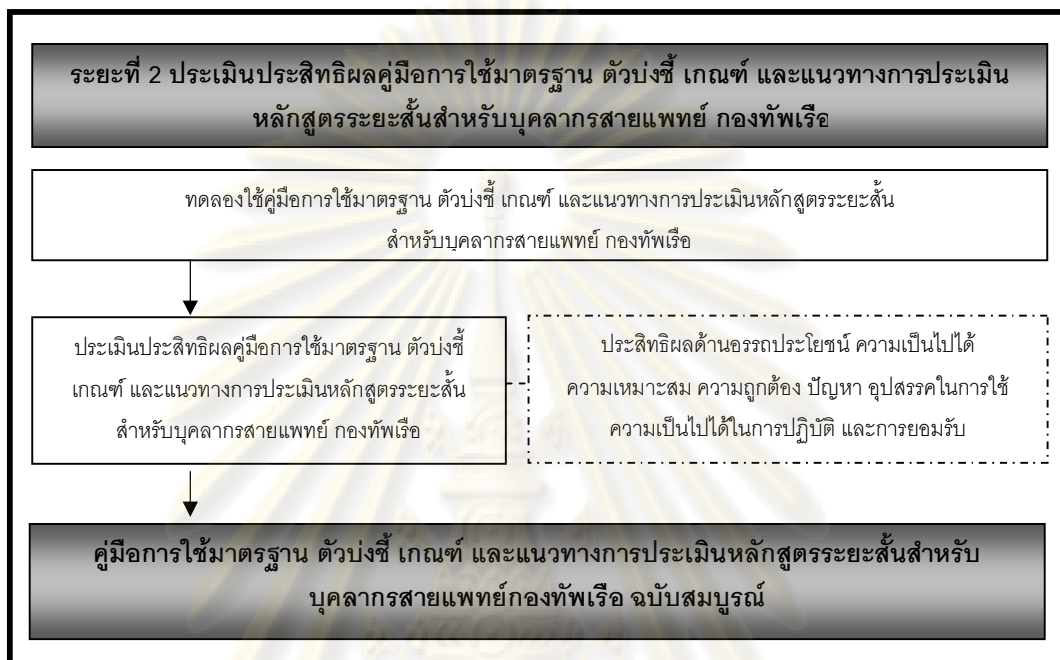 ระยะที่ 2 ประเมินประสิทธิผลคู่มือการใช้มาตรฐาน ตัวบ่งชี้ เกณฑ์ และแนวทางการประเมิน
หลักสูตรระยะสั้นสำหรับบุคลากรสายแพทย์ กองทัพเรือ
ทดลองใช้คู่มือการใช้มาตรฐาน ตัวบ่งชี้ เกณฑ์ และแนวทางการประเมินหลักสูตรระยะสั้น
สำหรับบุคลากรสายแพทย์ กองทัพเรือ
ประเมินประสิทธิผลคู่มือการใช้มาตรฐาน ตัวบ่งชี้
เกณฑ์ และแนวทางการประเมินหลักสูตรระยะสั้น
สำหรับบุคลากรสายแพทย์ กองทัพเรือ
ประสิทธิผลด้านอรรถประโยชน์ ความเป็นไปได้
ความเหมาะสม ความถูกต้อง ปัญหา อุปสรรคในการใช้
ความเป็นไปได้ในการปฏิบัติ และการยอมรับ
คู่มือการใช้มาตรฐาน ตัวบ่งชี้ เกณฑ์ และแนวทางการประเมินหลักสูตรระยะสั้นสำหรับ
บุคลากรสายแพทย์กองทัพเรือ ฉบับสมบูรณ์